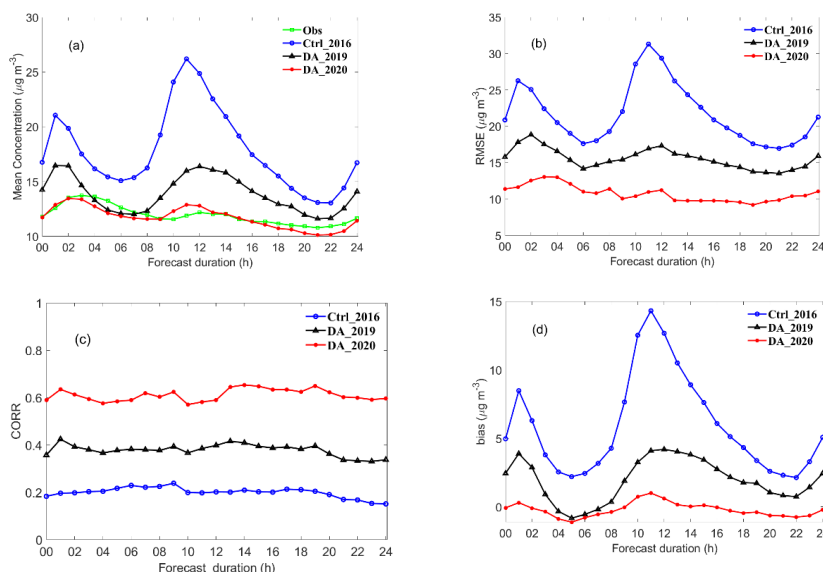 (a)
Obs
Ctrl_2016
DA_2019
DA_2020
Mean Concentration (μg m⁻³)
30
25
20
15
10
00 02 04 06 08 10 12 14 16 18 20 22 24
Forecast duration (h)
(b)
Ctrl_2016
DA_2019
DA_2020
RMSE (μg m⁻³)
35
30
25
20
15
10
5
00 02 04 06 08 10 12 14 16 18 20 22 24
Forecast duration (h)
(c)
Ctrl_2016
DA_2019
DA_2020
CORR
1
0.8
0.6
0.4
0.2
0
00 02 04 06 08 10 12 14 16 18 20 22 24
Forecast duration (h)
(d)
Ctrl_2016
DA_2019
DA_2020
bias (μg m⁻³)
15
10
5
0
00 02 04 06 08 10 12 14 16 18 20 22 24
Forecast duration (h)